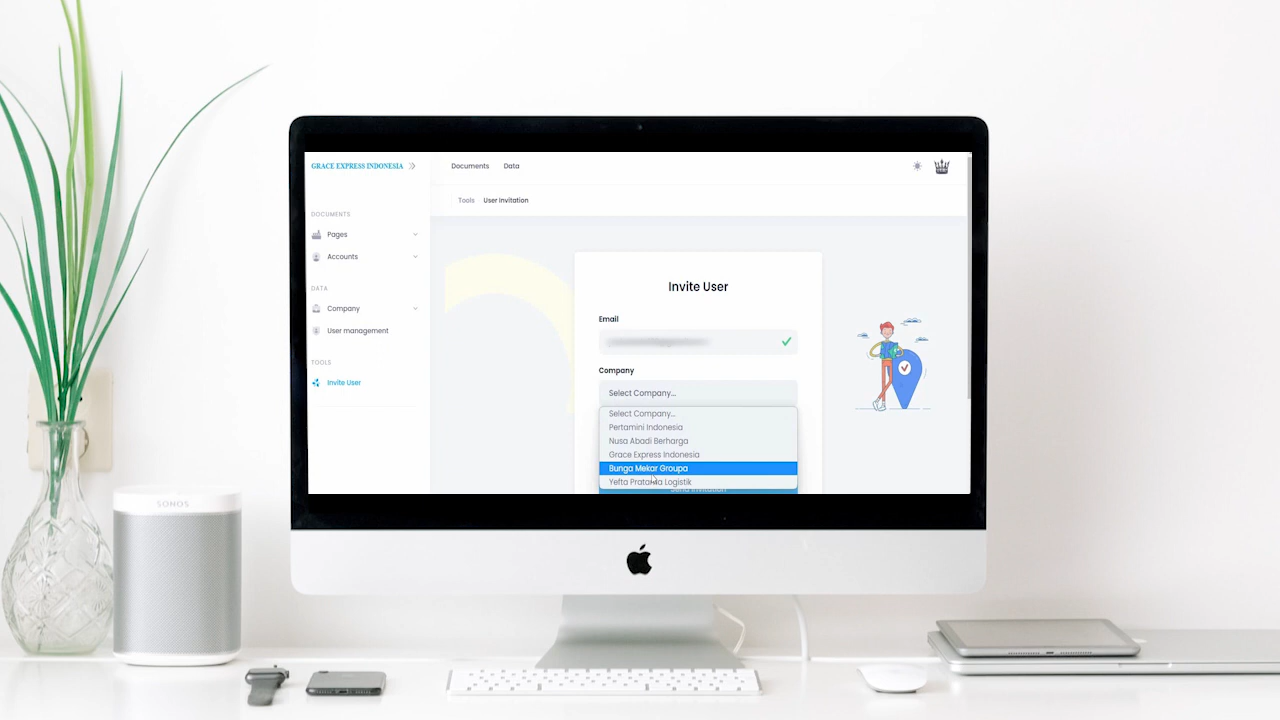 GRACE EXPRESS INDONESIA
Documents Data
Tools User Invitation
DOCUMENTS
Pages
Accounts
DATA
Company
User management
TOOLS
Invite User
Invite User
Email
Company
Select Company...
Select Company...
Pertamini Indonesia
Nusa Abadi Berharga
Grace Express Indonesia
Bunga Mekar Groupa
Yefta Pratama Logistik
Send Invitation
SONOS